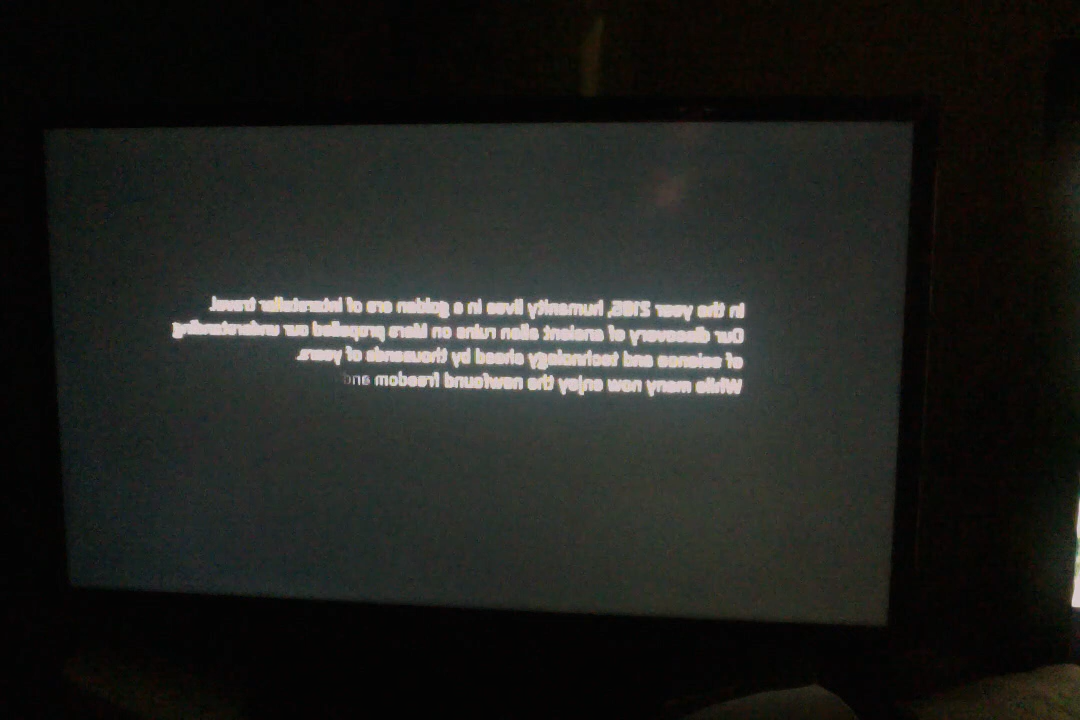 In the year 2185, humanity lives in a golden era of interstellar travel.
Our discovery of ancient alien ruins on Mars propelled our understanding
of science and technology ahead by thousands of years.
While many now enjoy the newfound freedom and